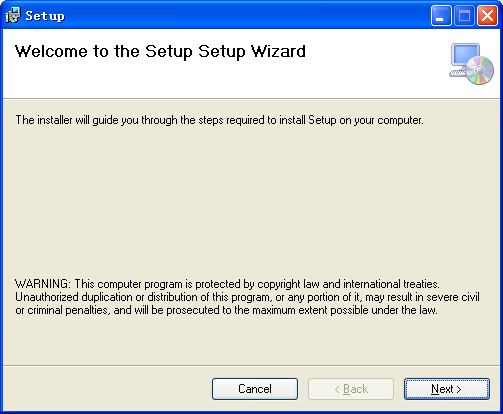 Setup
Welcome to the Setup Setup Wizard
The installer will guide you through the steps required to install Setup on your computer.
WARNING: This computer program is protected by copyright law and international treaties.
Unauthorized duplication or distribution of this program, or any portion of it, may result in severe civil
or criminal penalties, and will be prosecuted to the maximum extent possible under the law.
Cancel
< Back
Next >